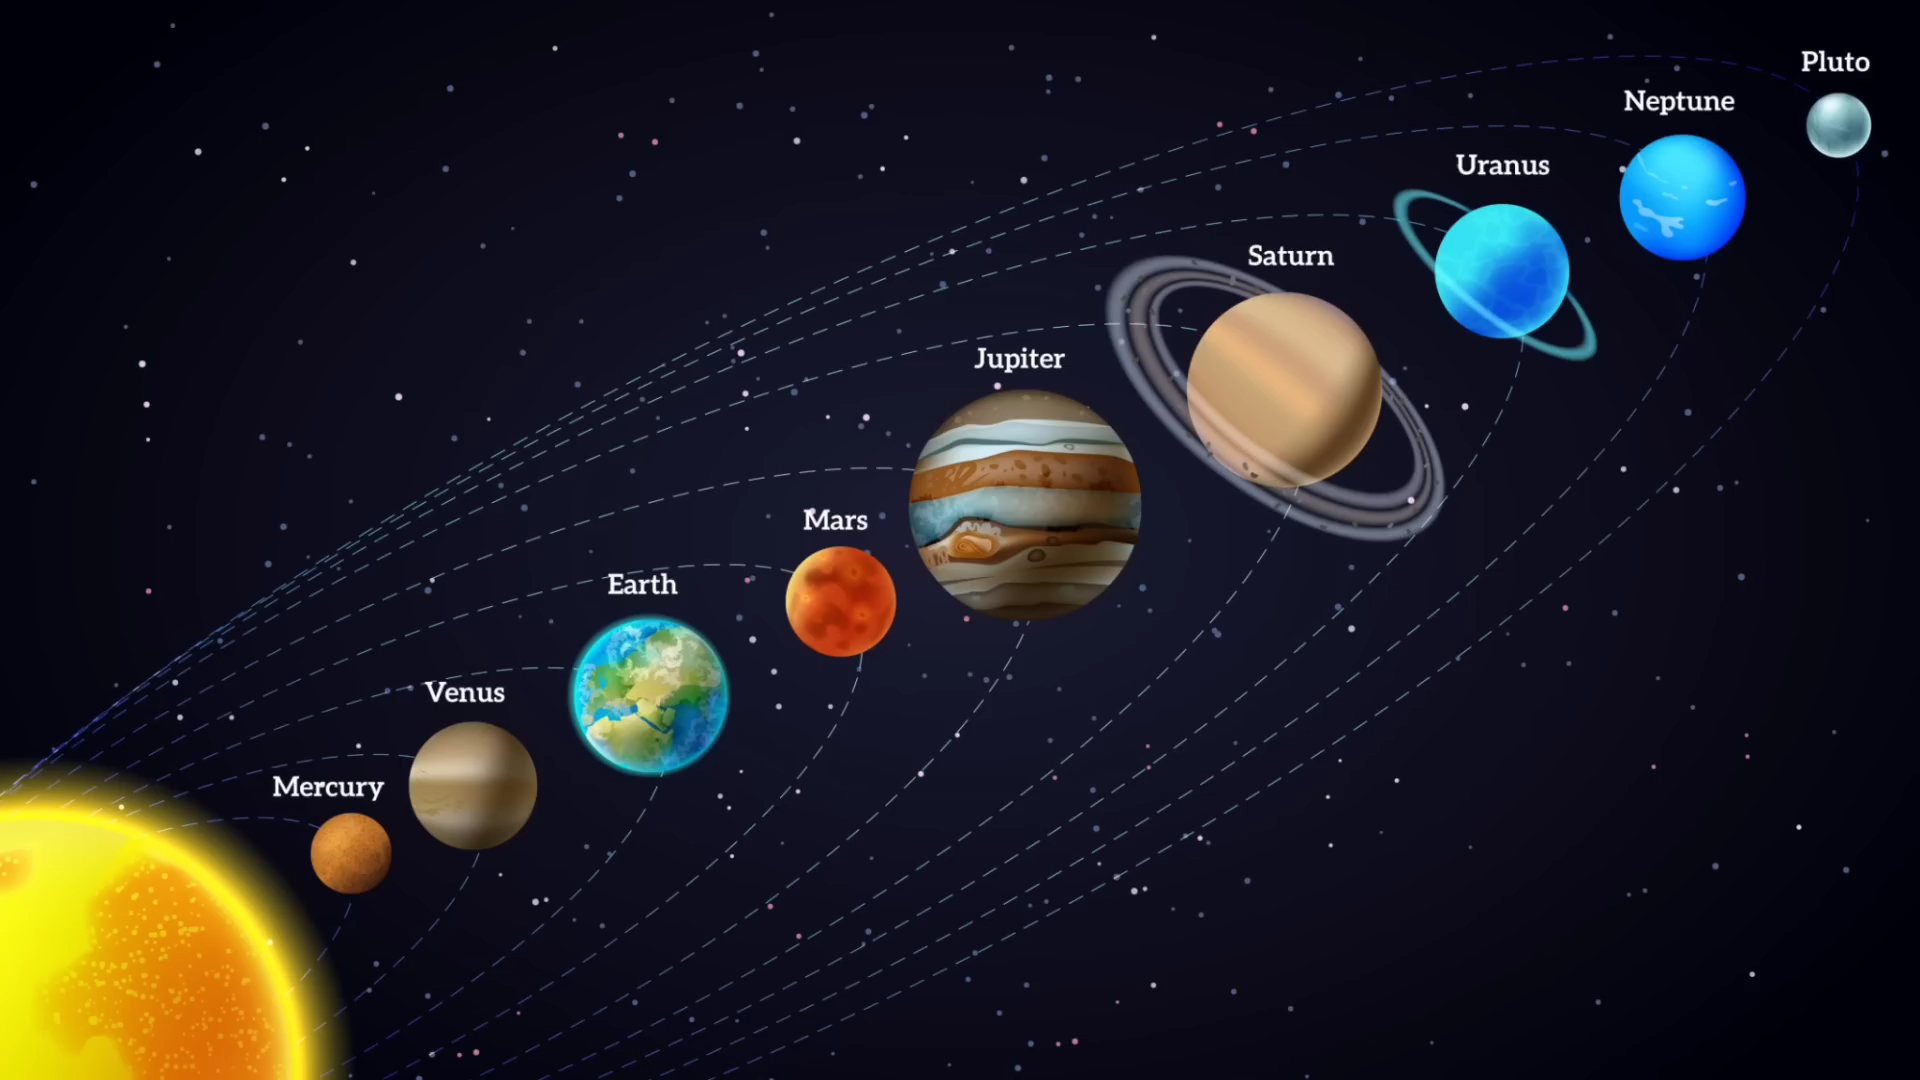 Pluto
Neptune
Uranus
Saturn
Jupiter
Mars
Earth
Venus
Mercury